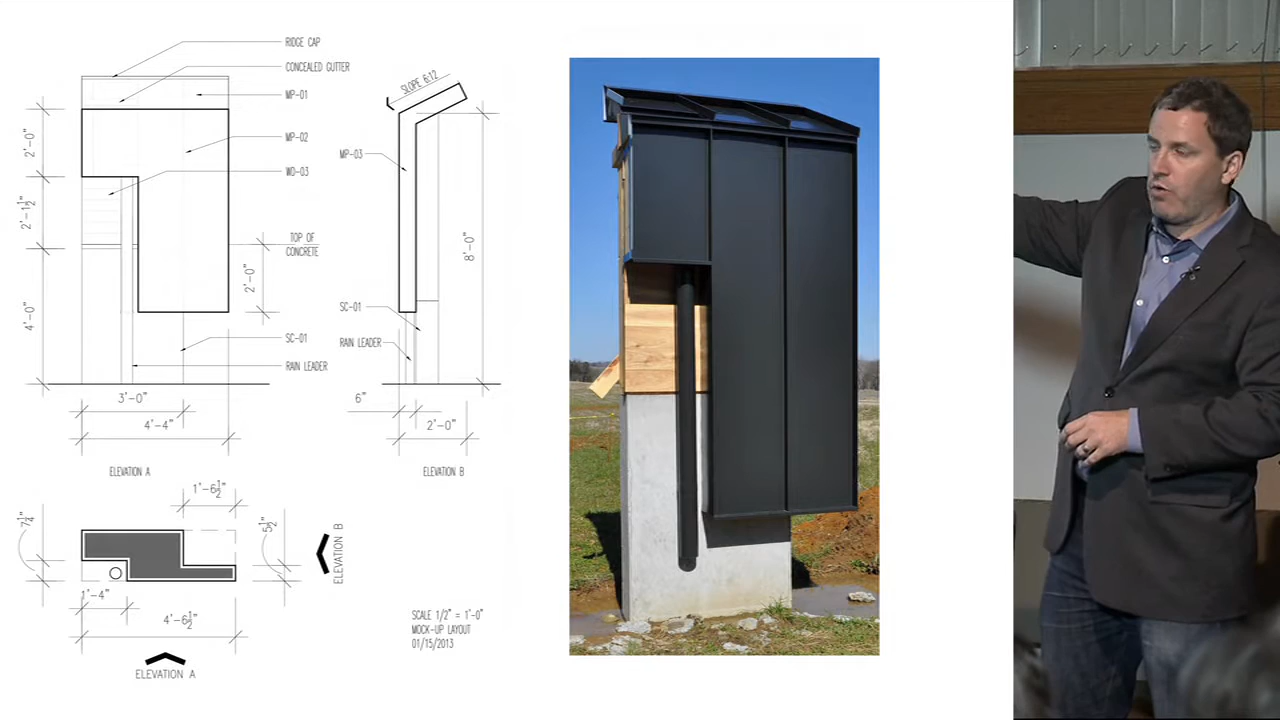 RIDGE CAP
CONCEALED GUTTER
MP-01
MP-02
WD-03
TOP OF
CONCRETE
SC-01
RAIN LEADER
2'-0"
2'-1½"
4'-0"
2'-0"
3'-0"
4'-4"
ELEVATION A
SLOPE 6:12
MP-03
8'-0"
SC-01
RAIN LEADER
6"
2'-0"
ELEVATION B
1'-6½"
7¼"
5½"
ELEVATION B
1'-4"
4'-6½"
ELEVATION A
SCALE 1/2" = 1'-0"
MOCK-UP LAYOUT
01/15/2013